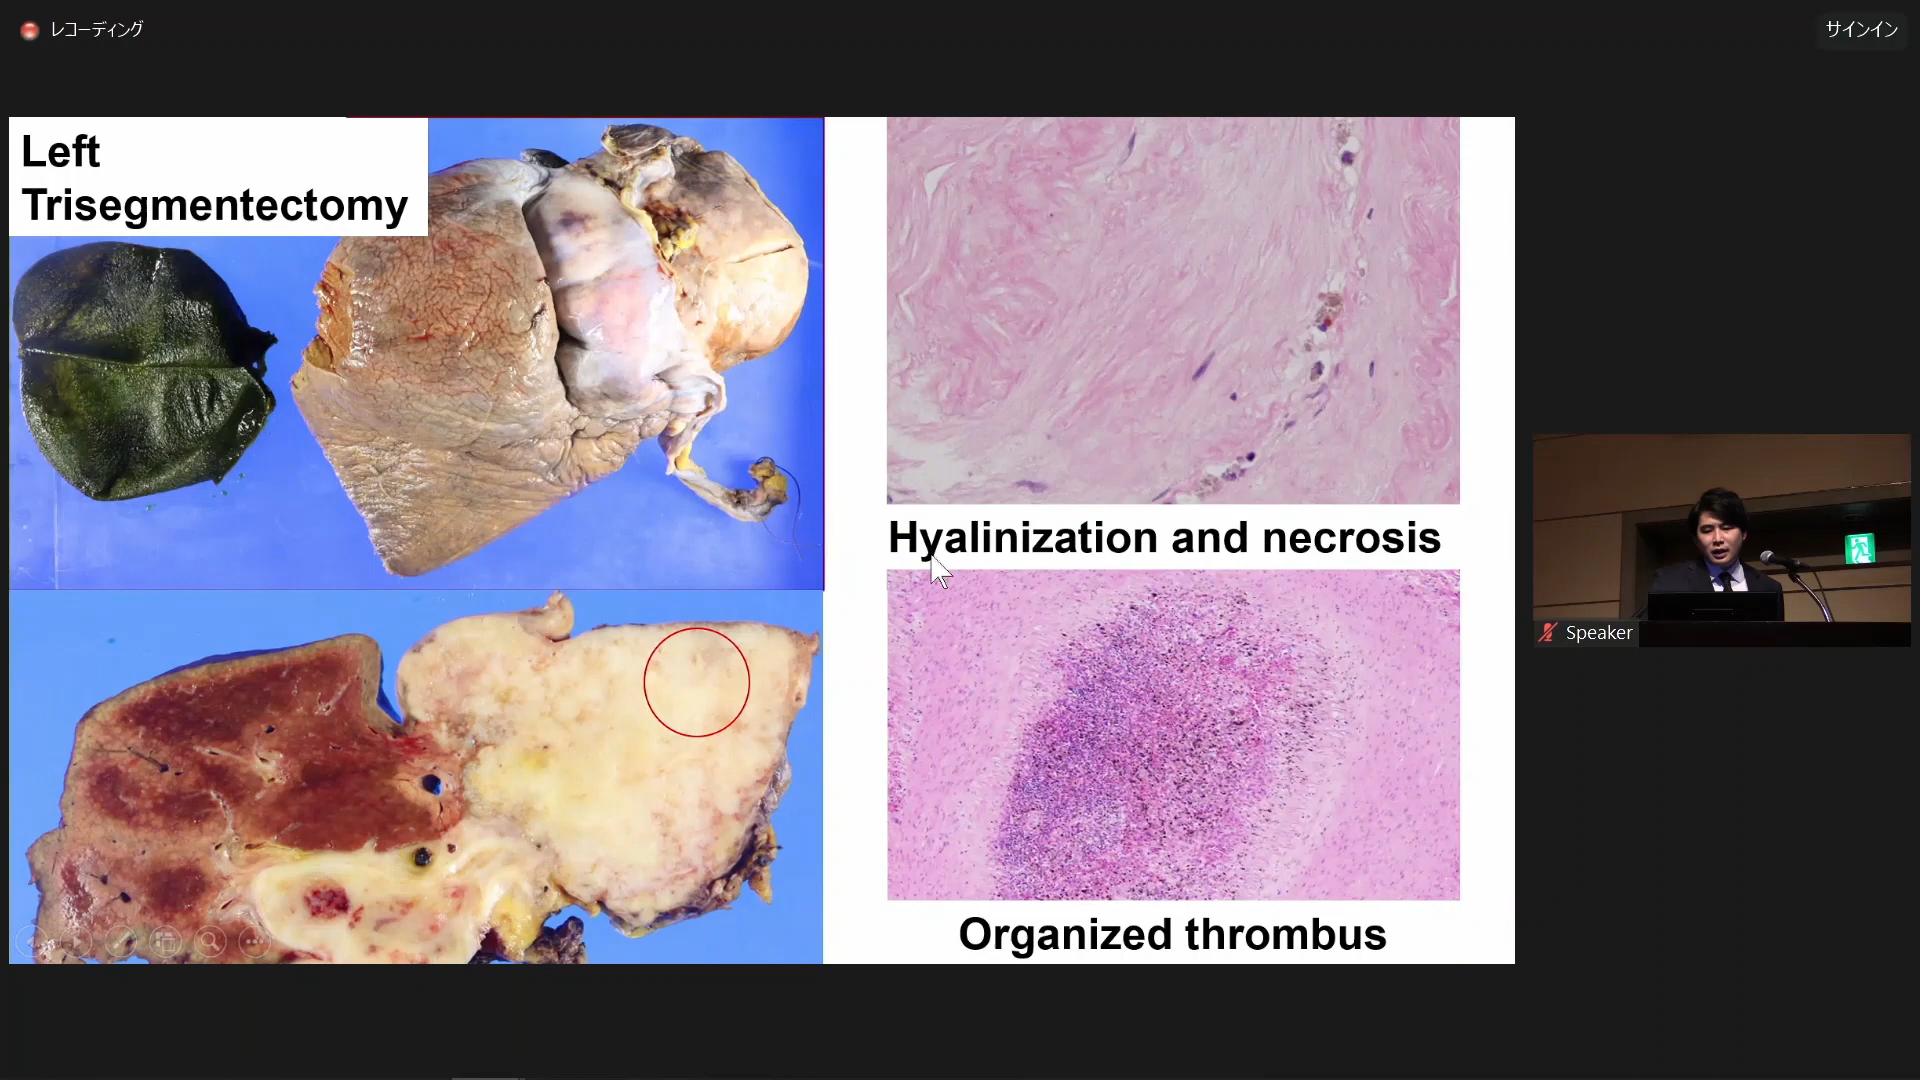 レコーディング
サインイン
Left
Trisegmentectomy
Hyalinization and necrosis
Organized thrombus
Speaker